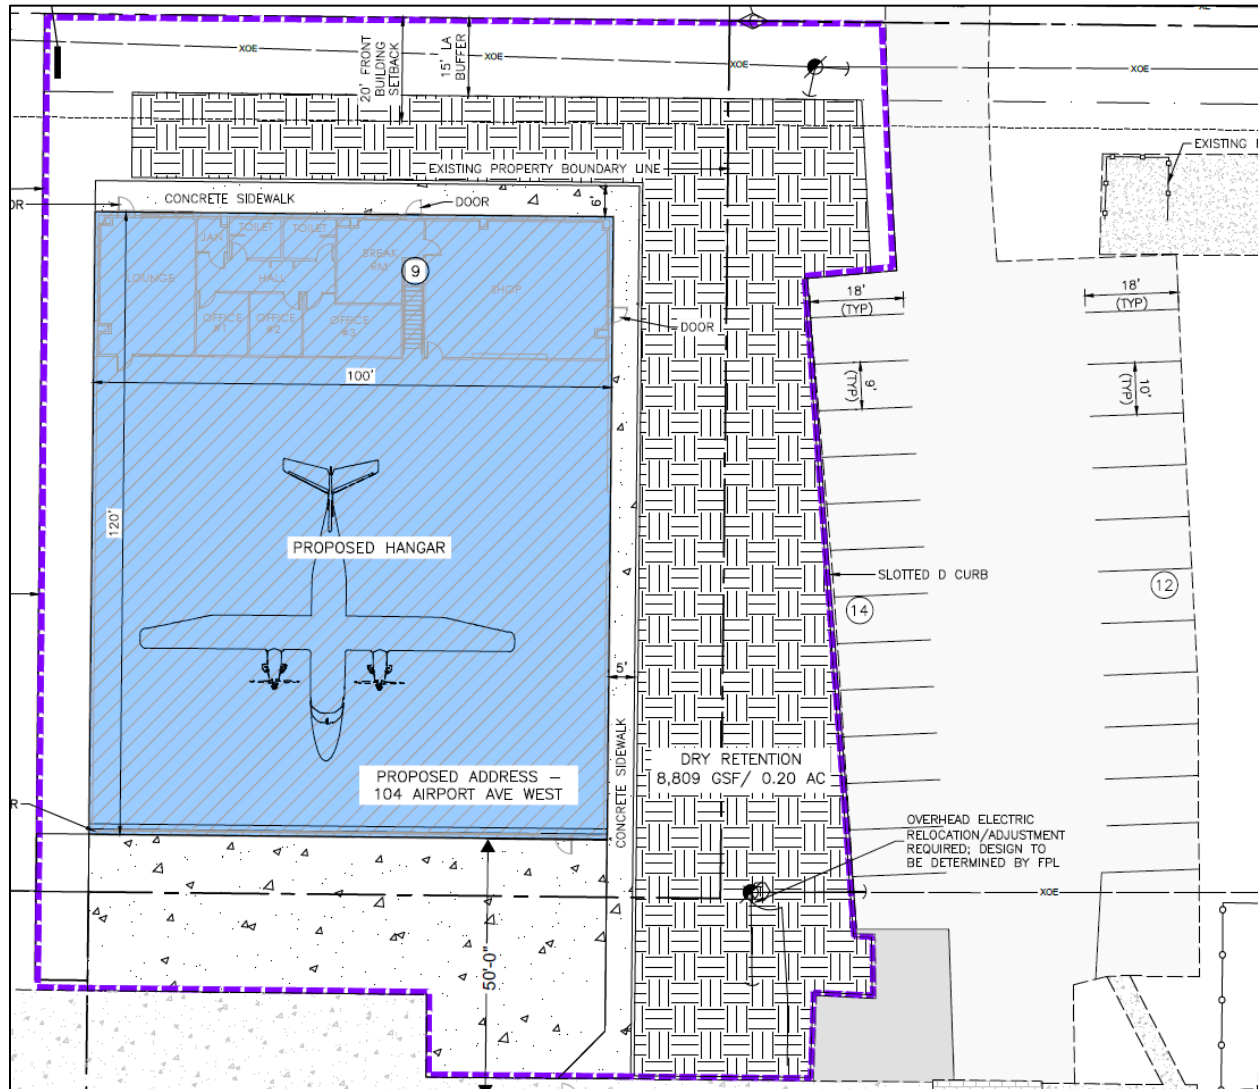 XOE
XOE
XOE
XOE
20' FRONT
BUILDING
SETBACK
15' LA
BUFFER
EXISTING PROPERTY BOUNDARY LINE
EXISTING
CONCRETE SIDEWALK
DOOR
6'
JAN
TOILET
TOILET
BREAK
RM
9
LOUNGE
HALL
SHOP
OFFICE
#1
OFFICE
#2
OFFICE
#3
DOOR
18'
(TYP)
18'
(TYP)
9'
(TYP)
10'
(TYP)
100'
120'
PROPOSED HANGAR
SLOTTED D CURB
14
12
5'
CONCRETE SIDEWALK
DRY RETENTION
8,809 GSF/ 0.20 AC
PROPOSED ADDRESS –
104 AIRPORT AVE WEST
OVERHEAD ELECTRIC
RELOCATION/ADJUSTMENT
REQUIRED; DESIGN TO
BE DETERMINED BY FPL
XOE
50'-0"